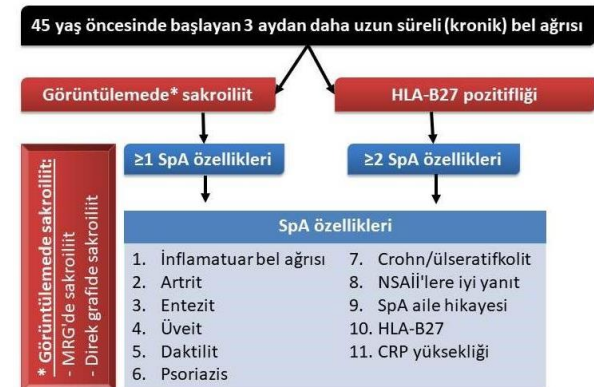 45 yaş öncesinde başlayan 3 aydan daha uzun süreli (kronik) bel ağrısı
Görüntülemede* sakroiliit
HLA-B27 pozitifliği
≥1 SpA özellikleri
≥2 SpA özellikleri
* Görüntülemede sakroiliit:
- MRG'de sakroiliit
- Direk grafide sakroiliit
SpA özellikleri
1. İnflamatuar bel ağrısı
2. Artrit
3. Entezit
4. Üveit
5. Daktilit
6. Psoriazis
7. Crohn/ülseratifkolit
8. NSAİİ'lere iyi yanıt
9. SpA aile hikayesi
10. HLA-B27
11. CRP yüksekliği